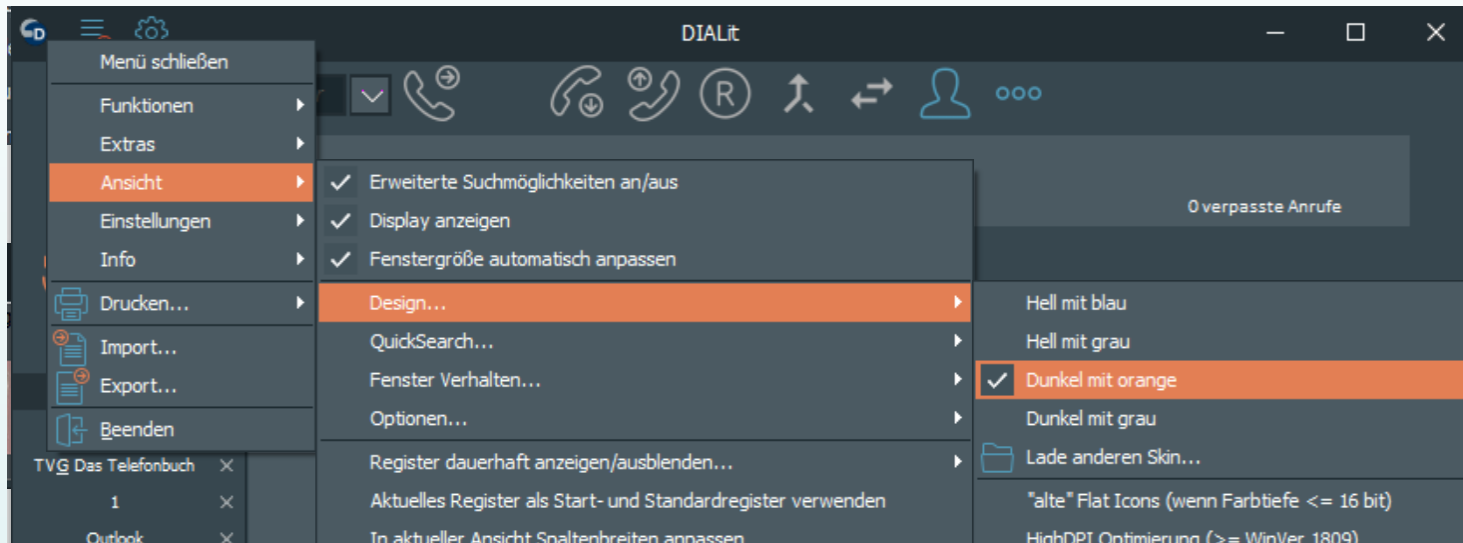 DIALit
Menü schließen
Funktionen
Extras
Ansicht
Einstellungen
Info
Drucken...
Import...
Export...
Beenden
TVG Das Telefonbuch
1
Outlook
R
0 verpasste Anrufe
Erweiterte Suchmöglichkeiten an/aus
Display anzeigen
Fenstergröße automatisch anpassen
Design...
QuickSearch...
Fenster Verhalten...
Optionen...
Register dauerhaft anzeigen/ausblenden...
Aktuelles Register als Start- und Standardregister verwenden
In aktueller Ansicht Spaltenbreiten anpassen
Hell mit blau
Hell mit grau
Dunkel mit orange
Dunkel mit grau
Lade anderen Skin...
"alte" Flat Icons (wenn Farbtiefe <= 16 bit)
HighDPI Optimierung (>= WinVer 1809)